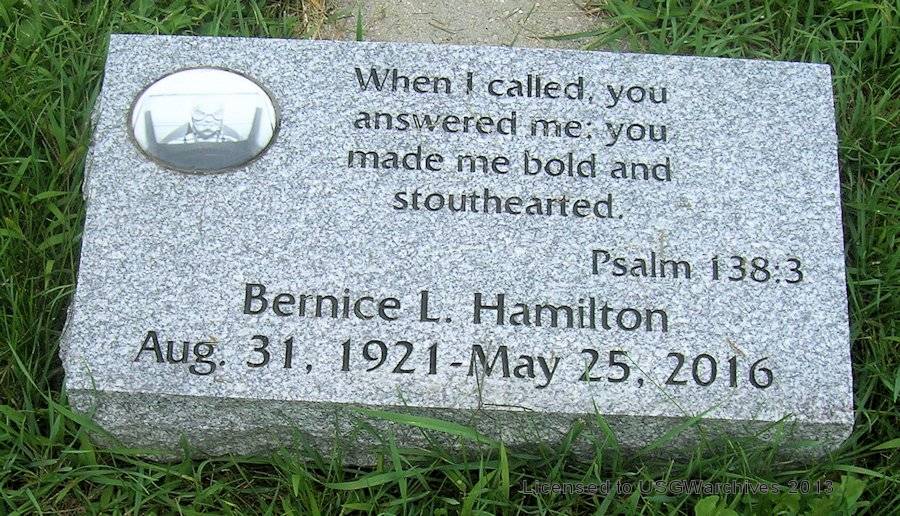 When I called, you
answered me; you
made me bold and
stouthearted.
Psalm 138:3
Bernice L. Hamilton
Aug. 31, 1921-May 25, 2016
Licensed to USGWarchives 2013